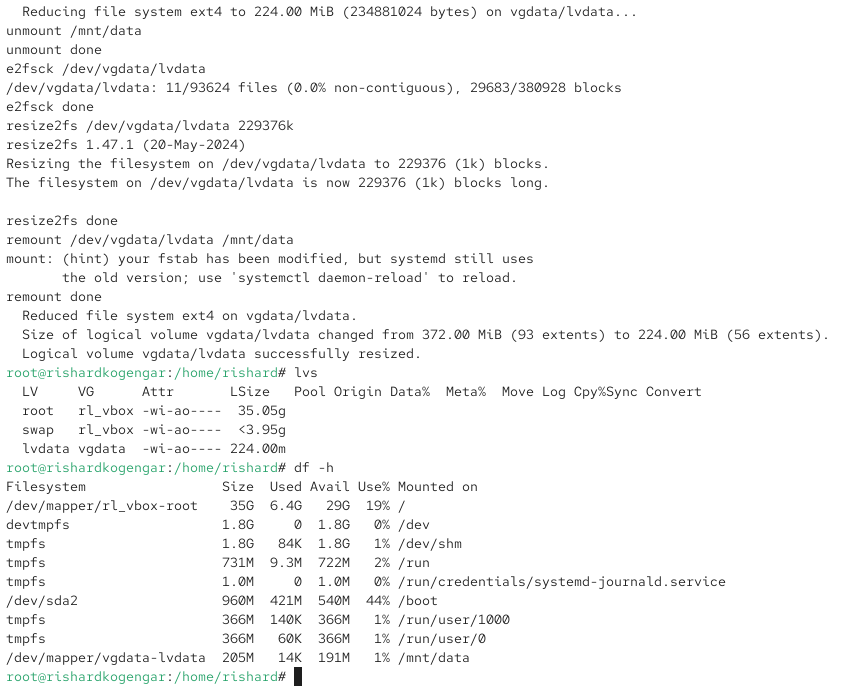 Reducing file system ext4 to 224.00 MiB (234881024 bytes) on vgdata/lvdata...
unmount /mnt/data
unmount done
e2fsck /dev/vgdata/lvdata
/dev/vgdata/lvdata: 11/93624 files (0.0% non-contiguous), 29683/380928 blocks
e2fsck done
resize2fs /dev/vgdata/lvdata 229376k
resize2fs 1.47.1 (20-May-2024)
Resizing the filesystem on /dev/vgdata/lvdata to 229376 (1k) blocks.
The filesystem on /dev/vgdata/lvdata is now 229376 (1k) blocks long.

resize2fs done
remount /dev/vgdata/lvdata /mnt/data
mount: (hint) your fstab has been modified, but systemd still uses
       the old version; use 'systemctl daemon-reload' to reload.
remount done
  Reduced file system ext4 on vgdata/lvdata.
  Size of logical volume vgdata/lvdata changed from 372.00 MiB (93 extents) to 224.00 MiB (56 extents).
  Logical volume vgdata/lvdata successfully resized.
root@rishardkogengar:/home/rishard# lvs
  LV     VG      Attr       LSize   Pool Origin Data%  Meta%  Move Log Cpy%Sync Convert
  root   rl_vbox -wi-ao----  35.05g
  swap   rl_vbox -wi-ao----  <3.95g
  lvdata vgdata  -wi-ao---- 224.00m
root@rishardkogengar:/home/rishard# df -h
Filesystem                 Size  Used Avail Use% Mounted on
/dev/mapper/rl_vbox-root    35G  6.4G   29G  19% /
devtmpfs                   1.8G     0  1.8G   0% /dev
tmpfs                      1.8G   84K  1.8G   1% /dev/shm
tmpfs                      731M  9.3M  722M   2% /run
tmpfs                      1.0M     0  1.0M   0% /run/credentials/systemd-journald.service
/dev/sda2                  960M  421M  540M  44% /boot
tmpfs                      366M  140K  366M   1% /run/user/1000
tmpfs                      366M   60K  366M   1% /run/user/0
/dev/mapper/vgdata-lvdata  205M   14K  191M   1% /mnt/data
root@rishardkogengar:/home/rishard#